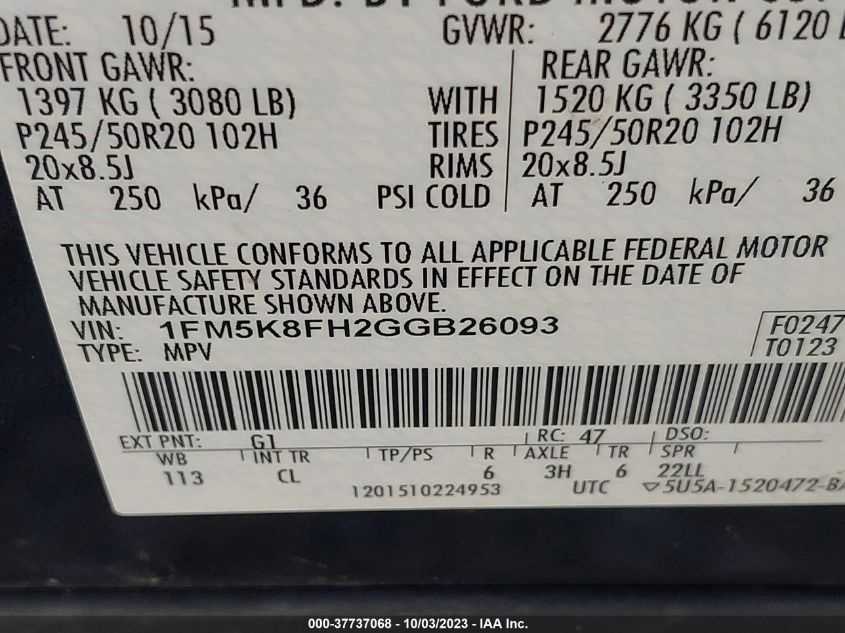 MFD. BY FORD MOTOR CO.
DATE: 10/15 GVWR: 2776 KG ( 6120 L
FRONT GAWR: REAR GAWR:
1397 KG ( 3080 LB) WITH 1520 KG ( 3350 LB)
P245/50R20 102H TIRES P245/50R20 102H
20x8.5J RIMS 20x8.5J
AT 250 kPa/ 36 PSI COLD AT 250 kPa/ 36
THIS VEHICLE CONFORMS TO ALL APPLICABLE FEDERAL MOTOR
VEHICLE SAFETY STANDARDS IN EFFECT ON THE DATE OF
MANUFACTURE SHOWN ABOVE.
VIN: 1FM5K8FH2GGB26093 F0247
TYPE: MPV T0123
EXT PNT: G1 RC: 47 DSO:
WB INT TR TP/PS R AXLE TR SPR
113 CL 6 3H 6 22LL
1201510224953 UTC ▽5U5A-1520472-BA
000-37737068 - 10/03/2023 - IAA Inc.